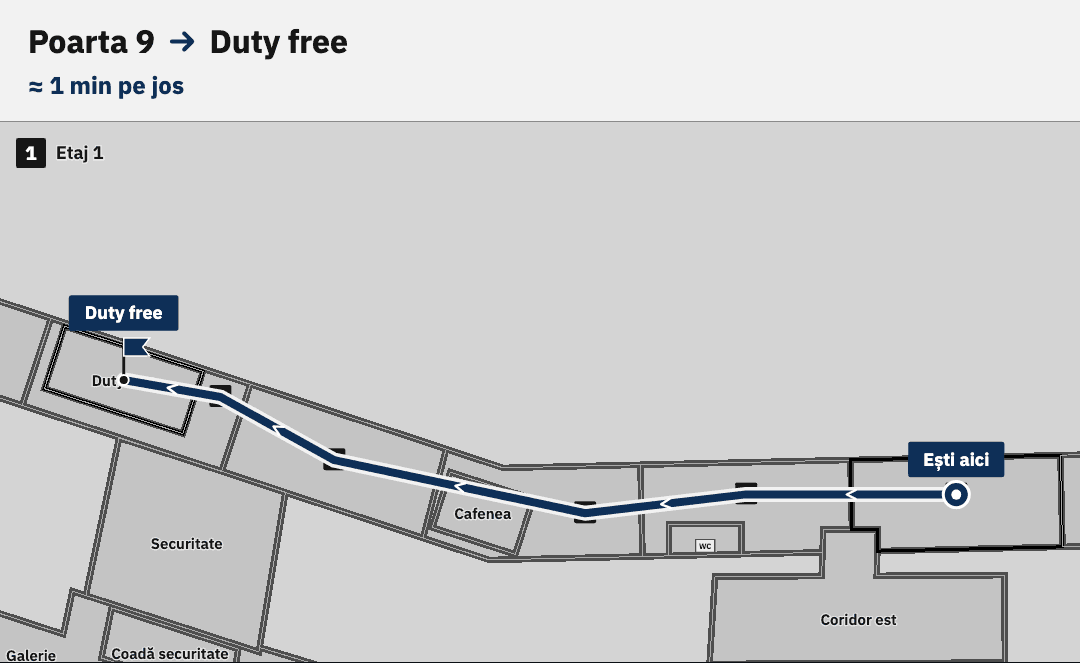 Poarta 9 → Duty free
≈ 1 min pe jos
1 Etaj 1
Duty free
Ești aici
Cafenea
wc
Securitate
Coridor est
Galerie
Coadă securitate